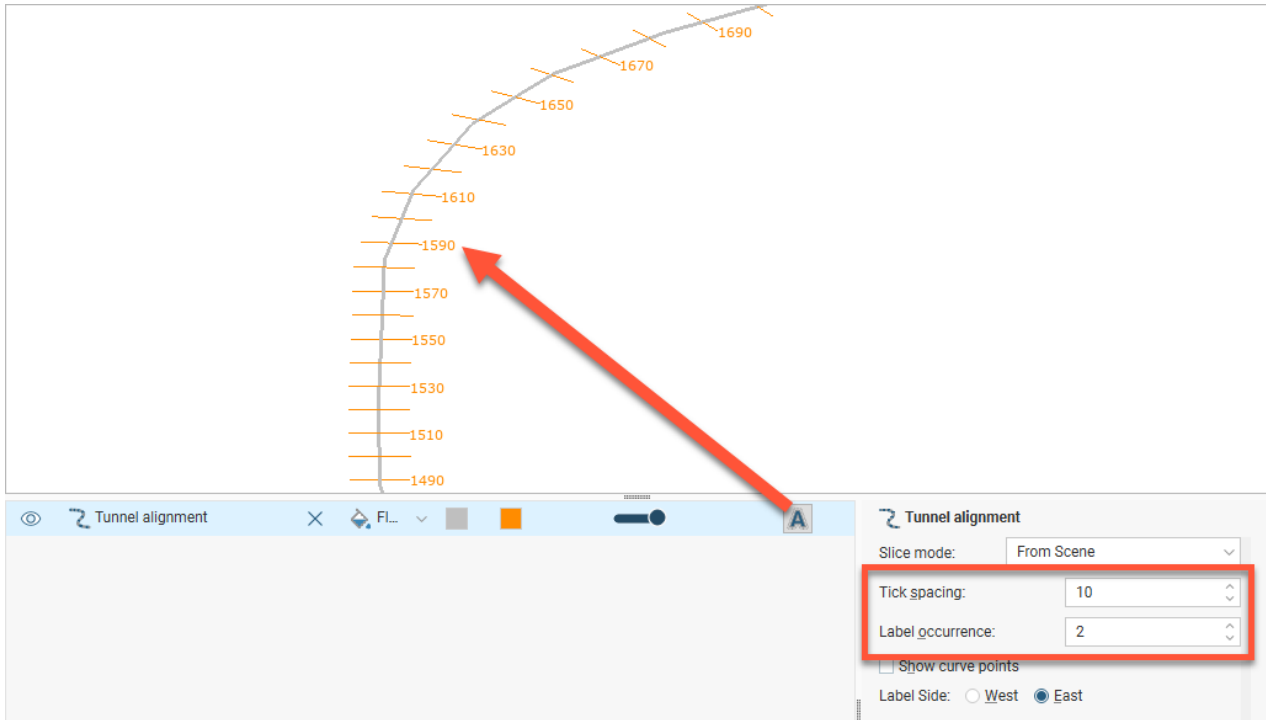 1690
1670
1650
1630
1610
1590
1570
1550
1530
1510
1490
Tunnel alignment Fl... A
Tunnel alignment
Slice mode: From Scene
Tick spacing: 10
Label occurrence: 2
Show curve points
Label Side: West East